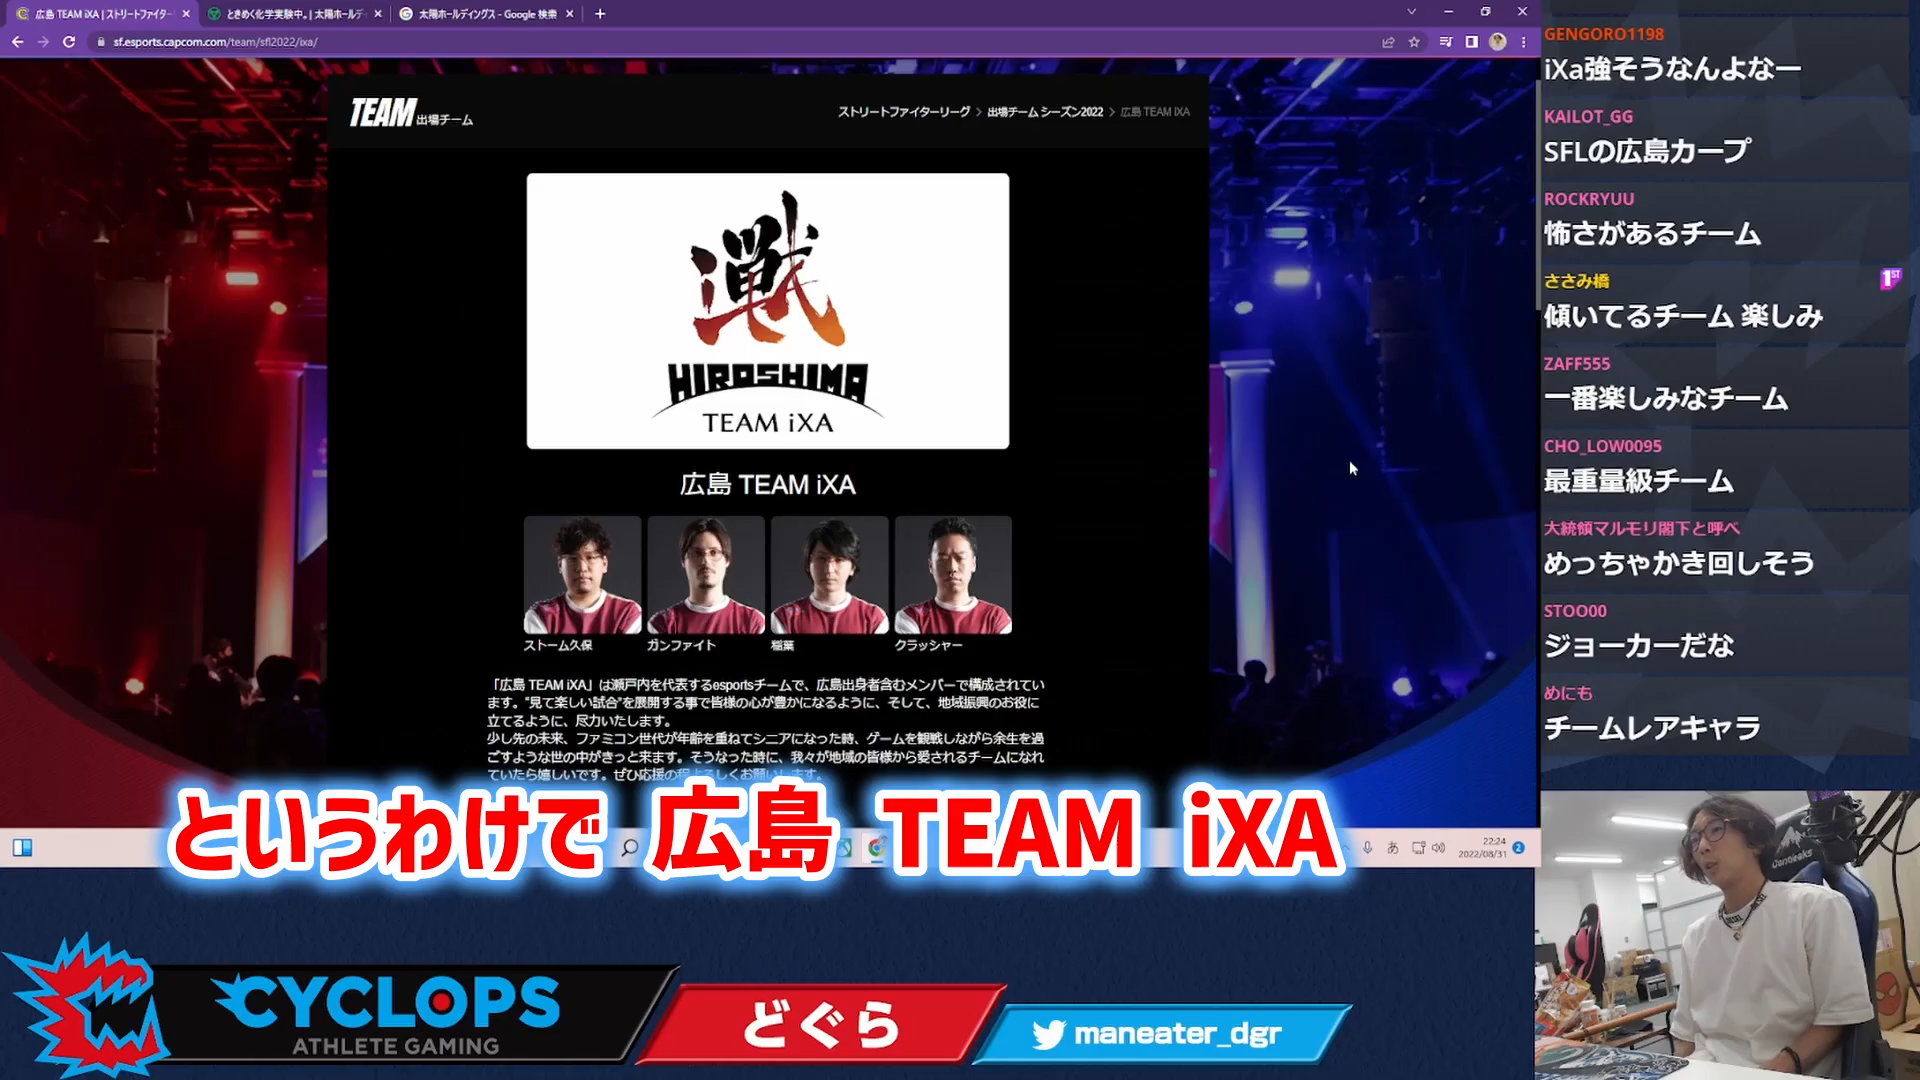 広島 TEAM iXA | ストリートファイター
ときめく化学実験中。| 太陽ホールデ
太陽ホールディングス - Google 検索
sf.esports.capcom.com/team/sfl2022/ixa/
TEAM 出場チーム
ストリートファイターリーグ > 出場チーム シーズン2022 > 広島 TEAM iXA
HIROSHIMA
TEAM iXA
広島 TEAM iXA
ストーム久保
ガンファイト
稲葉
クラッシャー
「広島 TEAM iXA」は瀬戸内を代表するesportsチームで、広島出身者含むメンバーで構成されてい
ます。“見て楽しい試合”を展開する事で皆様の心が豊かになるように、そして、地域振興のお役に
立てるように、尽力いたします。
少し先の未来、ファミコン世代が年齢を重ねてシニアになった時、ゲームを観戦しながら余生を過
ごすような世の中がきっと来ます。そうなった時に、我々が地域の皆様から愛されるチームになれ
ていたら嬉しいです。ぜひ応援の程よろしくお願いします。
というわけで 広島 TEAM iXA
あ
22:24
2022/08/31
2
GENGORO1198
iXa強そうなんよなー
KAILOT_GG
SFLの広島カープ
ROCKRYUU
怖さがあるチーム
ささみ橋
1ST
傾いてるチーム 楽しみ
ZAFF555
一番楽しみなチーム
CHO_LOW0095
最重量級チーム
大統領マルモリ閣下と呼べ
めっちゃかき回しそう
STOO00
ジョーカーだな
めにも
チームレアキャラ
CYCLOPS
ATHLETE GAMING
どぐら
maneater_dgr